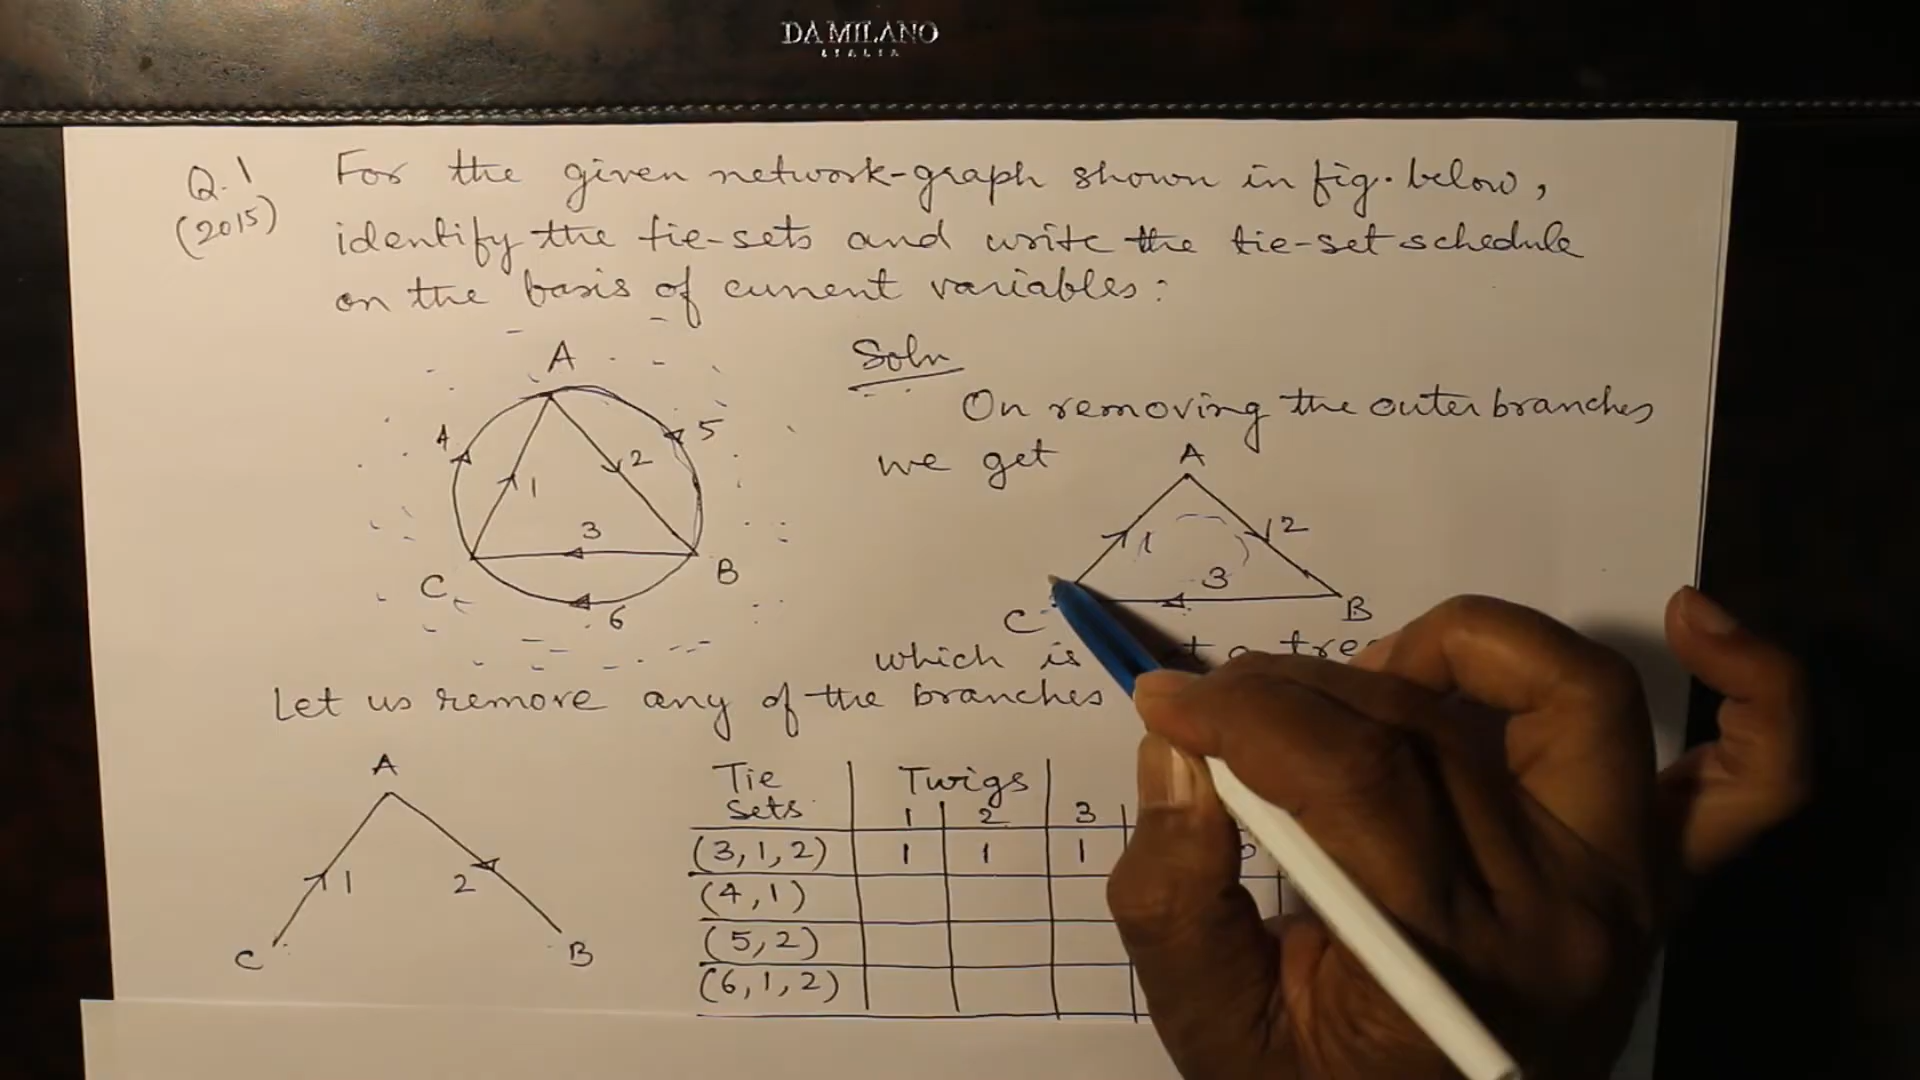 DA MILANO
ITALIA
Q.1
(2015)
For the given network-graph shown in fig. below,
identify the tie-sets and write the tie-set schedule
on the basis of current variables:
A
4
5
1
2
3
C
B
6
Soln
On removing the outer branches
we get
A
1
2
3
C
B
which is a
Let us remove any of the branches
A
1
2
C
B
Tie Sets Twigs
1 2 3
(3,1,2) 1 1 1
(4,1)
(5,2)
(6,1,2)